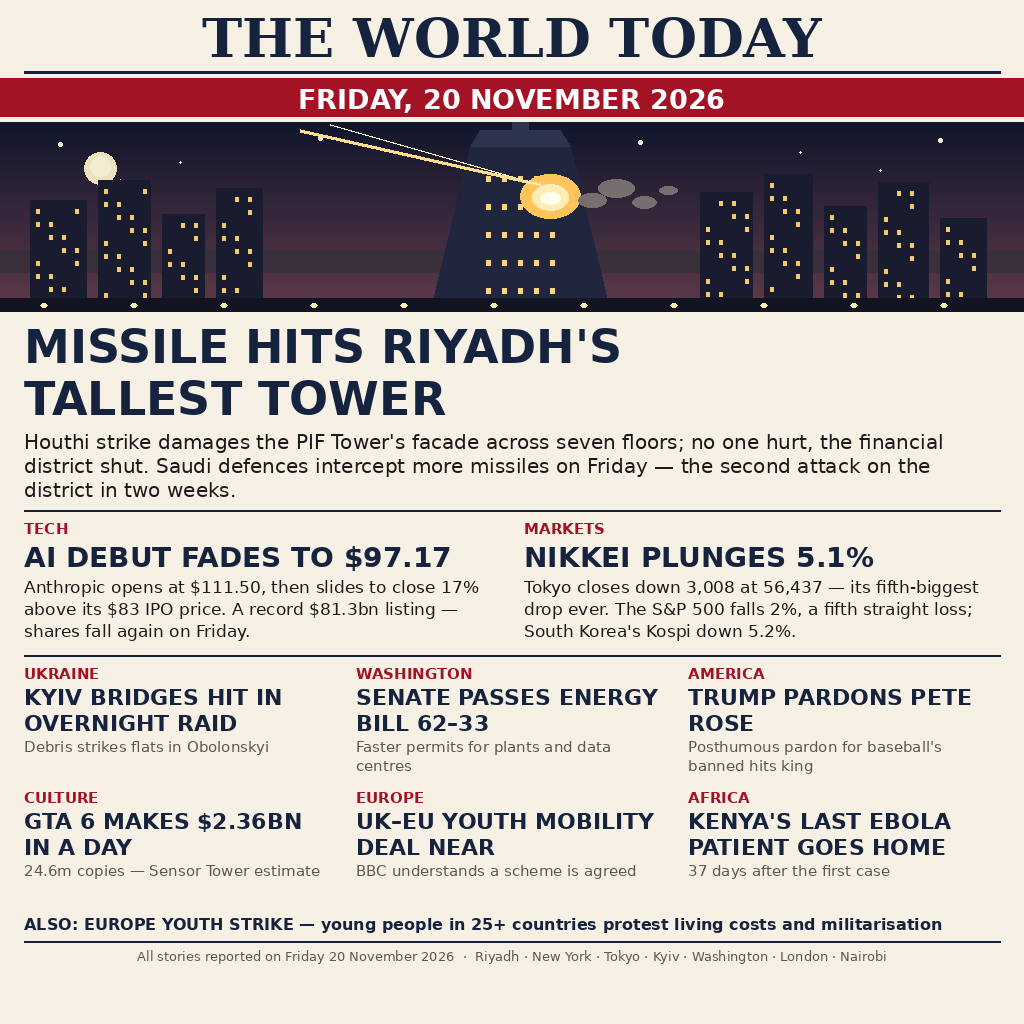 THE WORLD TODAY
FRIDAY, 20 NOVEMBER 2026
MISSILE HITS RIYADH'S
TALLEST TOWER
Houthi strike damages the PIF Tower's facade across seven floors; no one hurt, the financial
district shut. Saudi defences intercept more missiles on Friday — the second attack on the
district in two weeks.
TECH
AI DEBUT FADES TO $97.17
Anthropic opens at $111.50, then slides to close 17%
above its $83 IPO price. A record $81.3bn listing —
shares fall again on Friday.
MARKETS
NIKKEI PLUNGES 5.1%
Tokyo closes down 3,008 at 56,437 — its fifth-biggest
drop ever. The S&P 500 falls 2%, a fifth straight loss;
South Korea's Kospi down 5.2%.
UKRAINE
KYIV BRIDGES HIT IN
OVERNIGHT RAID
Debris strikes flats in Obolonskyi
WASHINGTON
SENATE PASSES ENERGY
BILL 62–33
Faster permits for plants and data
centres
AMERICA
TRUMP PARDONS PETE
ROSE
Posthumous pardon for baseball's
banned hits king
CULTURE
GTA 6 MAKES $2.36BN
IN A DAY
24.6m copies — Sensor Tower estimate
EUROPE
UK–EU YOUTH MOBILITY
DEAL NEAR
BBC understands a scheme is agreed
AFRICA
KENYA'S LAST EBOLA
PATIENT GOES HOME
37 days after the first case
ALSO: EUROPE YOUTH STRIKE — young people in 25+ countries protest living costs and militarisation
All stories reported on Friday 20 November 2026 · Riyadh · New York · Tokyo · Kyiv · Washington · London · Nairobi